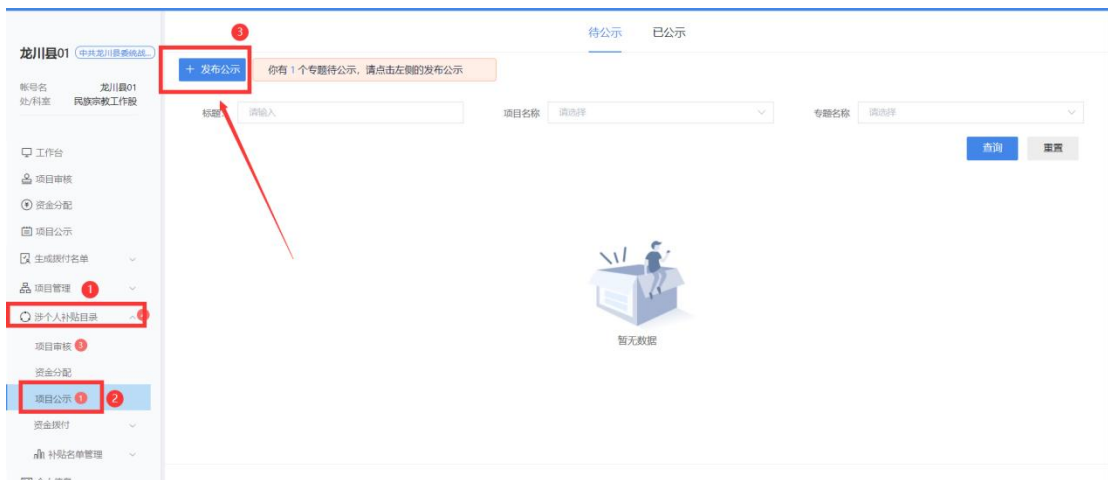 待公示 已公示
龙川县01 中共龙川县委统战...
3
+ 发布公示 你有 1 个专题待公示，请点击左侧的发布公示
帐号名 龙川县01
处/科室 民族宗教工作股
标题 请输入 项目名称 请选择 专题名称 请选择
查询 重置
工作台
项目审核
资金分配
项目公示
生成拨付名单
项目管理 1
涉个人补贴目录
项目审核 3
资金分配
项目公示 1 2
资金拨付
补贴名单管理
暂无数据